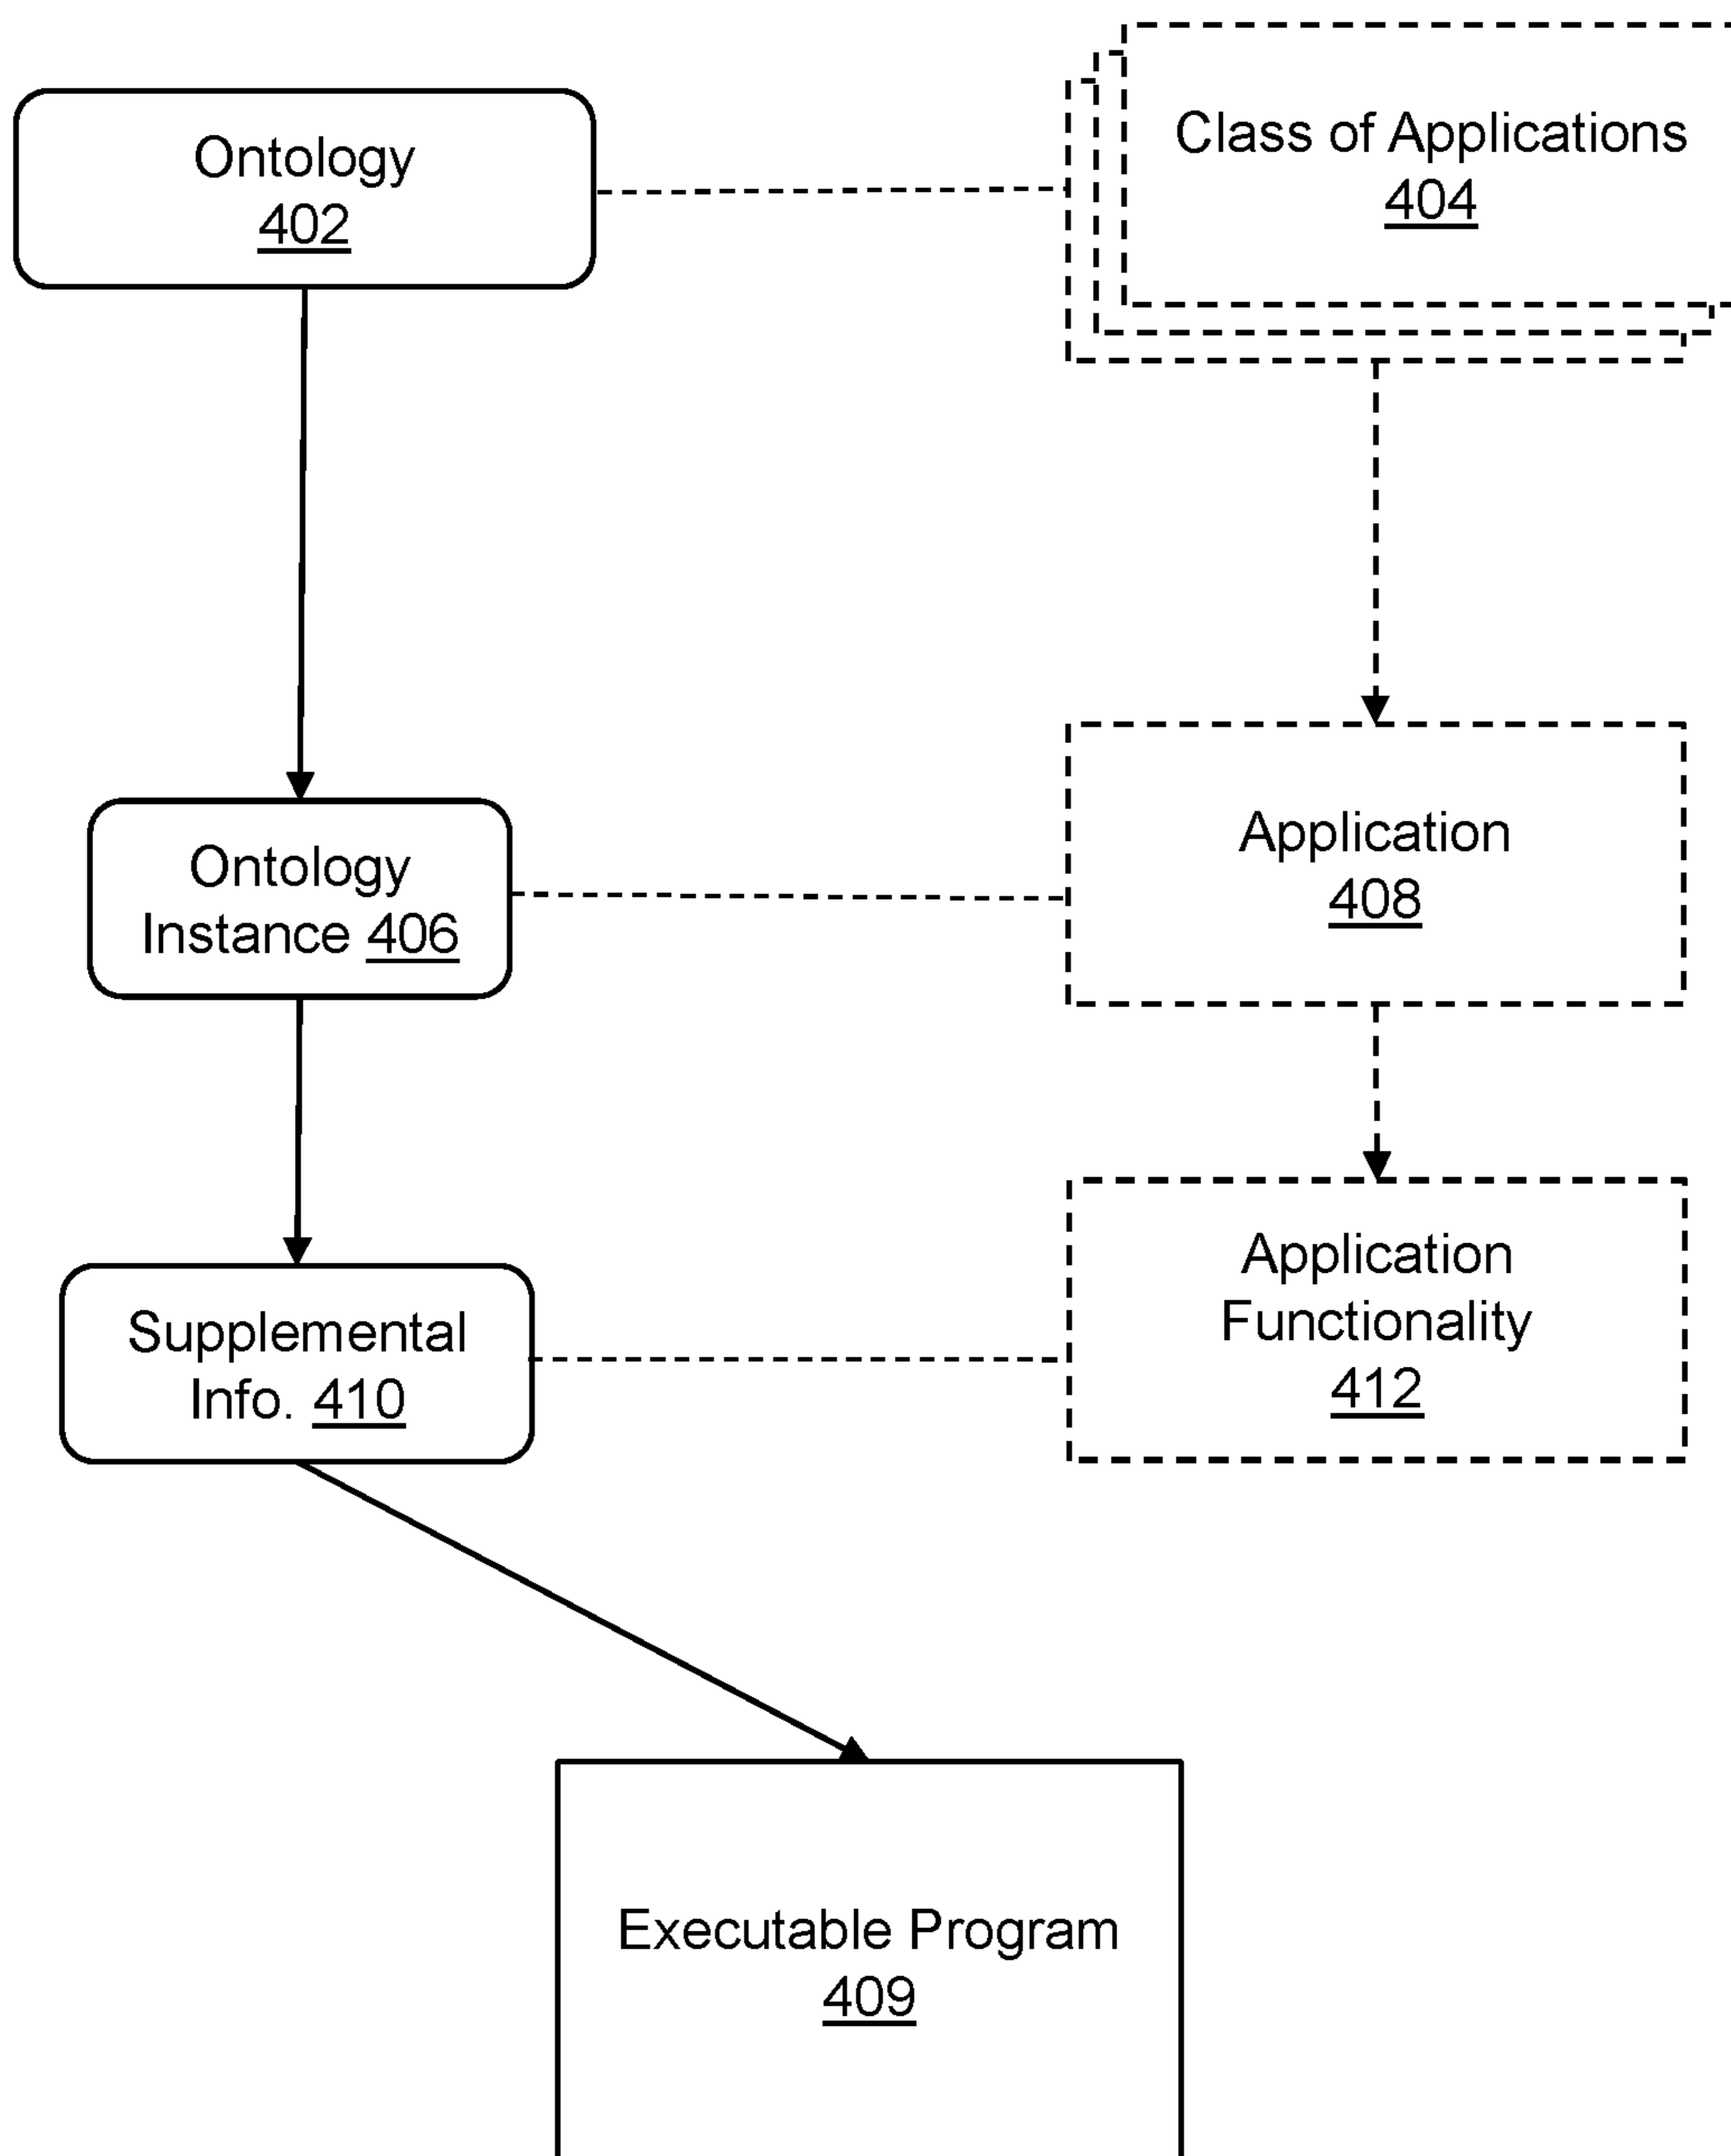 Ontology
402
Class of Applications
404
Ontology
Instance 406
Application
408
Supplemental
Info. 410
Application
Functionality
412
Executable Program
409